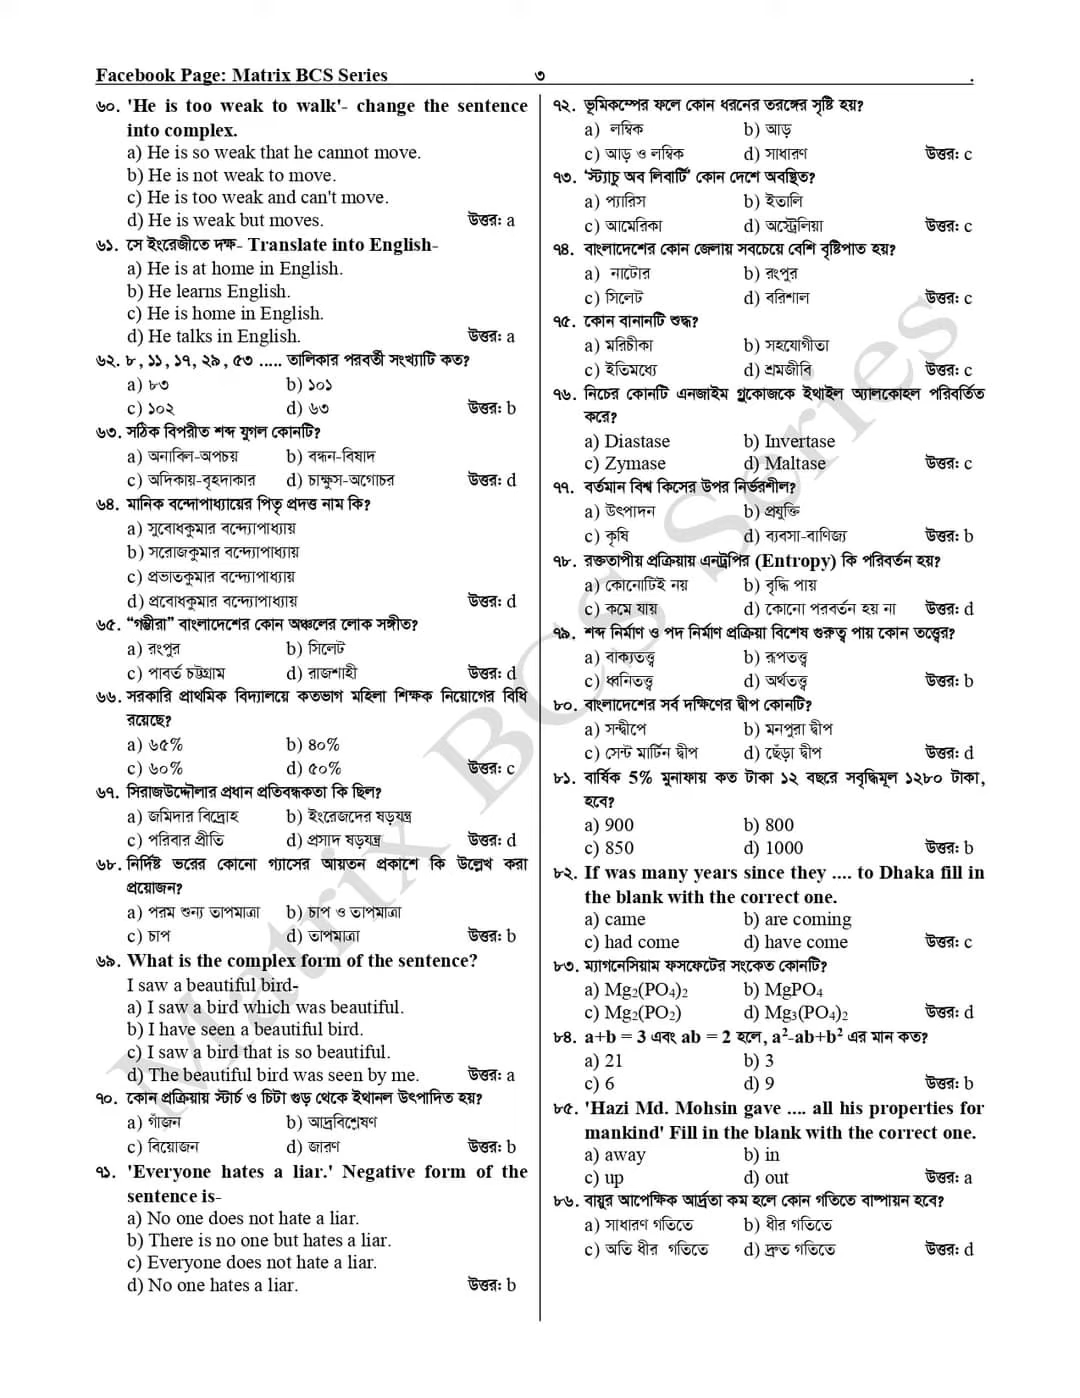 Facebook Page: Matrix BCS Series ৩ .
৬০. 'He is too weak to walk'- change the sentence
into complex.
a) He is so weak that he cannot move.
b) He is not weak to move.
c) He is too weak and can't move.
d) He is weak but moves. উত্তর: a
৬১. সে ইংরেজীতে দক্ষ- Translate into English-
a) He is at home in English.
b) He learns English.
c) He is home in English.
d) He talks in English. উত্তর: a
৬২. ৮ , ১১ , ১৭ , ২৯ , ৫৩ ..... তালিকার পরবর্তী সংখ্যাটি কত?
a) ৮৩ b) ১০১
c) ১০২ d) ৬৩ উত্তর: b
৬৩. সঠিক বিপরীত শব্দ যুগল কোনটি?
a) অনাবিল-অপচয় b) বন্ধন-বিষাদ
c) অদিকায়-বৃহদাকার d) চাক্ষুস-অগোচর উত্তর: d
৬৪. মানিক বন্দোপাধ্যায়ের পিতৃ প্রদত্ত নাম কি?
a) সুবোধকুমার বন্দ্যোপাধ্যায়
b) সরোজকুমার বন্দ্যোপাধ্যায়
c) প্রভাতকুমার বন্দ্যোপাধ্যায়
d) প্রবোধকুমার বন্দ্যোপাধ্যায় উত্তর: d
৬৫. “গম্ভীরা” বাংলাদেশের কোন অঞ্চলের লোক সঙ্গীত?
a) রংপুর b) সিলেট
c) পাবর্ত চট্টগ্রাম d) রাজশাহী উত্তর: d
৬৬. সরকারি প্রাথমিক বিদ্যালয়ে কতভাগ মহিলা শিক্ষক নিয়োগের বিধি
রয়েছে?
a) ৬৫% b) ৪০%
c) ৬০% d) ৫০% উত্তর: c
৬৭. সিরাজউদ্দৌলার প্রধান প্রতিবন্ধকতা কি ছিল?
a) জমিদার বিদ্রোহ b) ইংরেজদের ষড়যন্ত্র
c) পরিবার প্রীতি d) প্রসাদ ষড়যন্ত্র উত্তর: d
৬৮. নির্দিষ্ট ভরের কোনো গ্যাসের আয়তন প্রকাশে কি উল্লেখ করা
প্রয়োজন?
a) পরম শুন্য তাপমাত্রা b) চাপ ও তাপমাত্রা
c) চাপ d) তাপমাত্রা উত্তর: b
৬৯. What is the complex form of the sentence?
I saw a beautiful bird-
a) I saw a bird which was beautiful.
b) I have seen a beautiful bird.
c) I saw a bird that is so beautiful.
d) The beautiful bird was seen by me. উত্তর: a
৭০. কোন প্রক্রিয়ায় স্টার্চ ও চিটা গুড় থেকে ইথানল উৎপাদিত হয়?
a) গাঁজন b) আদ্রবিশ্লেষণ
c) বিয়োজন d) জারণ উত্তর: b
৭১. 'Everyone hates a liar.' Negative form of the
sentence is-
a) No one does not hate a liar.
b) There is no one but hates a liar.
c) Everyone does not hate a liar.
d) No one hates a liar. উত্তর: b
৭২. ভূমিকম্পের ফলে কোন ধরনের তরঙ্গের সৃষ্টি হয়?
a) লম্বিক b) আড়
c) আড় ও লম্বিক d) সাধারণ উত্তর: c
৭৩. ‘স্ট্যাচু অব লিবার্টি’ কোন দেশে অবস্থিত?
a) প্যারিস b) ইতালি
c) আমেরিকা d) অস্ট্রেলিয়া উত্তর: c
৭৪. বাংলাদেশের কোন জেলায় সবচেয়ে বেশি বৃষ্টিপাত হয়?
a) নাটোর b) রংপুর
c) সিলেট d) বরিশাল উত্তর: c
৭৫. কোন বানানটি শুদ্ধ?
a) মরিচীকা b) সহযোগীতা
c) ইতিমধ্যে d) শ্রমজীবি উত্তর: c
৭৬. নিচের কোনটি এনজাইম গ্লুকোজকে ইথাইল অ্যালকোহল পরিবর্তিত
করে?
a) Diastase b) Invertase
c) Zymase d) Maltase উত্তর: c
৭৭. বর্তমান বিশ্ব কিসের উপর নির্ভরশীল?
a) উৎপাদন b) প্রযুক্তি
c) কৃষি d) ব্যবসা-বাণিজ্য উত্তর: b
৭৮. রুদ্ধতাপীয় প্রক্রিয়ায় এনট্রপির (Entropy) কি পরিবর্তন হয়?
a) কোনোটিই নয় b) বৃদ্ধি পায়
c) কমে যায় d) কোনো পরবর্তন হয় না উত্তর: d
৭৯. শব্দ নির্মাণ ও পদ নির্মাণ প্রক্রিয়া বিশেষ গুরুত্ব পায় কোন তত্ত্বের?
a) বাক্যতত্ত্ব b) রূপতত্ত্ব
c) ধ্বনিতত্ত্ব d) অর্থতত্ত্ব উত্তর: b
৮০. বাংলাদেশের সর্ব দক্ষিণের দ্বীপ কোনটি?
a) সন্দ্বীপে b) মনপুরা দ্বীপ
c) সেন্ট মার্টিন দ্বীপ d) ছেঁড়া দ্বীপ উত্তর: d
৮১. বার্ষিক 5% মুনাফায় কত টাকা ১২ বছরে সবৃদ্ধিমূল ১২৮০ টাকা,
হবে?
a) 900 b) 800
c) 850 d) 1000 উত্তর: b
৮২. If was many years since they .... to Dhaka fill in
the blank with the correct one.
a) came b) are coming
c) had come d) have come উত্তর: c
৮৩. ম্যাগনেসিয়াম ফসফেটের সংকেত কোনটি?
a) Mg₂(PO₄)₂ b) MgPO₄
c) Mg₂(PO₂) d) Mg₃(PO₄)₂ উত্তর: d
৮৪. a+b = 3 এবং ab = 2 হলে, a²-ab+b² এর মান কত?
a) 21 b) 3
c) 6 d) 9 উত্তর: b
৮৫. 'Hazi Md. Mohsin gave .... all his properties for
mankind' Fill in the blank with the correct one.
a) away b) in
c) up d) out উত্তর: a
৮৬. বায়ুর আপেক্ষিক আর্দ্রতা কম হলে কোন গতিতে বাষ্পায়ন হবে?
a) সাধারণ গতিতে b) ধীর গতিতে
c) অতি ধীর গতিতে d) দ্রুত গতিতে উত্তর: d
Matrix BCS Series